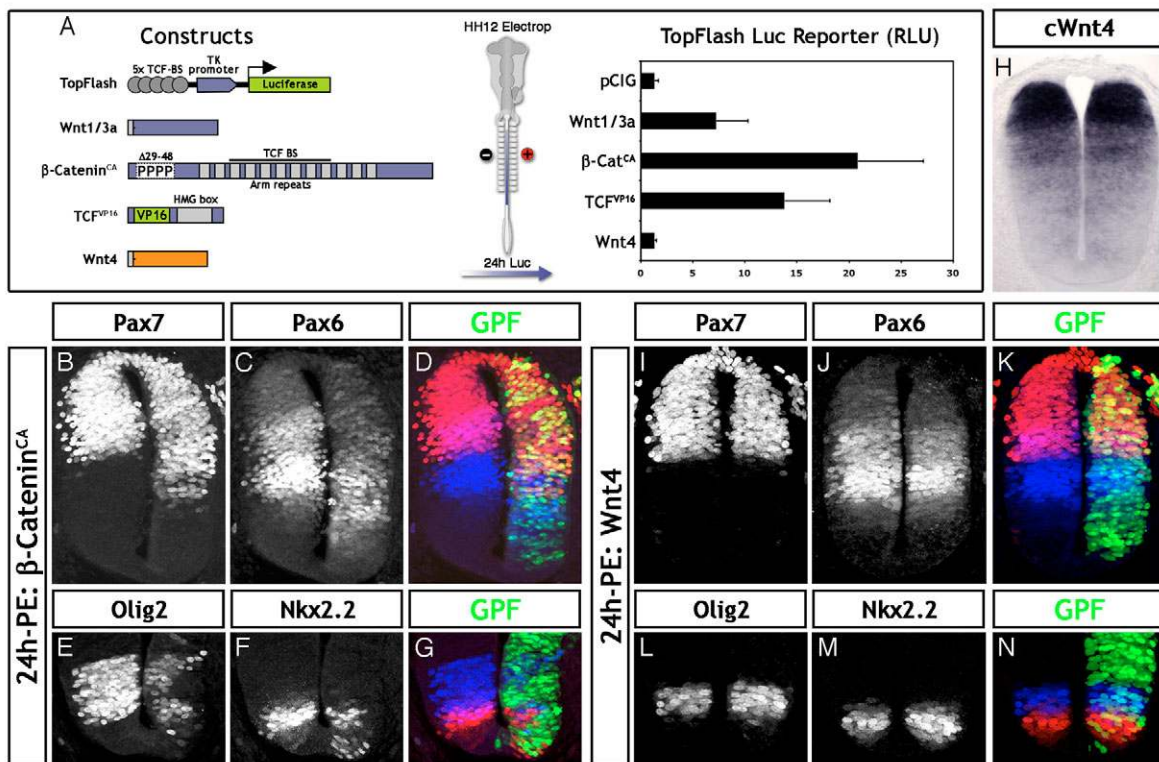 A
Constructs
HH12 Electrop
TopFlash Luc Reporter (RLU)
5x TCF-BS
TK promoter
TopFlash
Luciferase
Wnt1/3a
Δ29-48
TCF BS
β-Catenin^CA
PPPP
Arm repeats
HMG box
TCF^VP16
VP16
Wnt4
24h Luc
pCIG
Wnt1/3a
β-Cat^CA
TCF^VP16
Wnt4
0 5 10 15 20 25 30
cWnt4
H
24h-PE: β-Catenin^CA
Pax7 Pax6 GPF
B C D
Olig2 Nkx2.2 GPF
E F G
24h-PE: Wnt4
Pax7 Pax6 GPF
I J K
Olig2 Nkx2.2 GPF
L M N